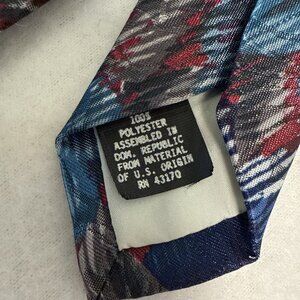 100%
POLYESTER
ASSEMBLED IN
DOM. REPUBLIC
FROM MATERIAL
OF U.S. ORIGIN
RN 43170